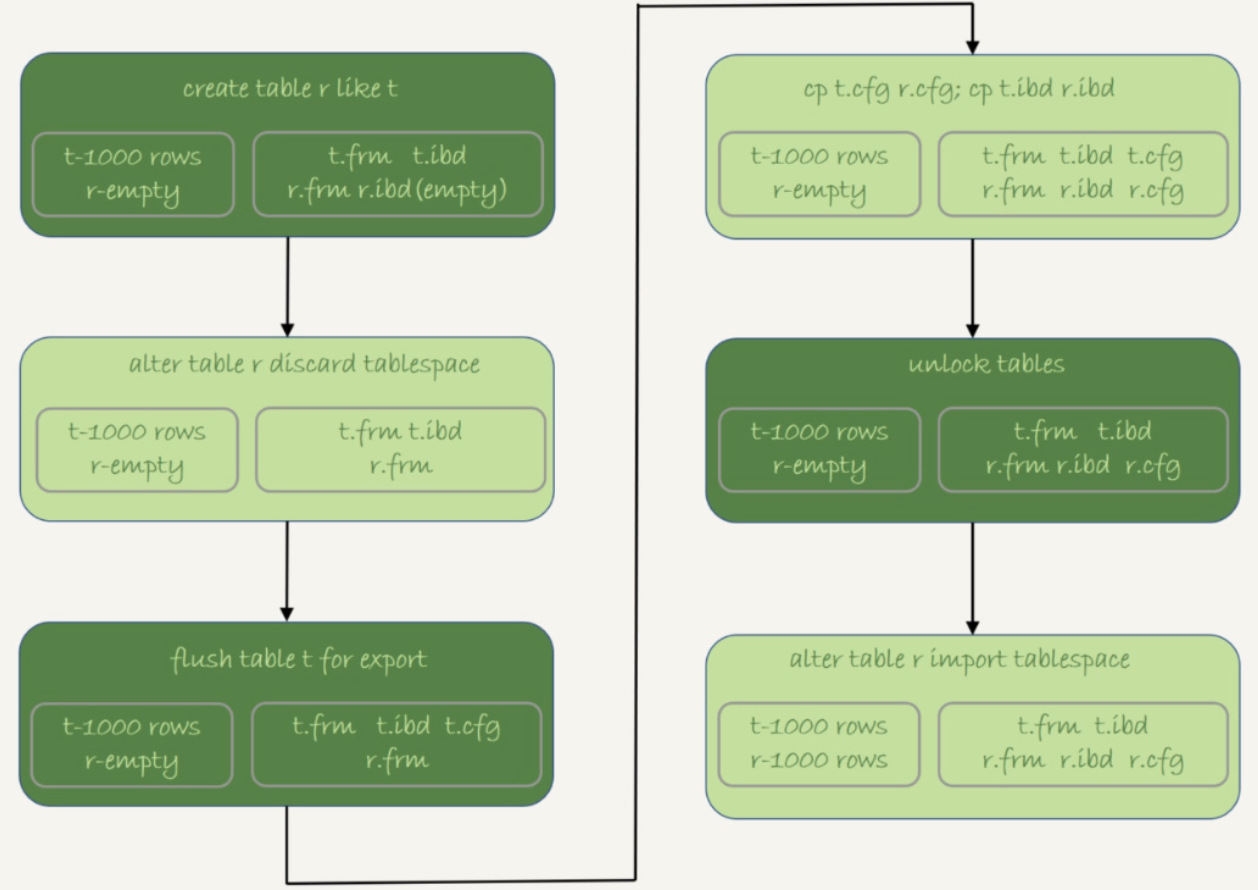 create table r like t
t-1000 rows
r-empty
t.frm t.ibd
r.frm r.ibd (empty)
alter table r discard tablespace
t-1000 rows
r-empty
t.frm t.ibd
r.frm
flush table t for export
t-1000 rows
r-empty
t.frm t.ibd t.cfg
r.frm
cp t.cfg r.cfg; cp t.ibd r.ibd
t-1000 rows
r-empty
t.frm t.ibd t.cfg
r.frm r.ibd r.cfg
unlock tables
t-1000 rows
r-empty
t.frm t.ibd
r.frm r.ibd r.cfg
alter table r import tablespace
t-1000 rows
r-1000 rows
t.frm t.ibd
r.frm r.ibd r.cfg